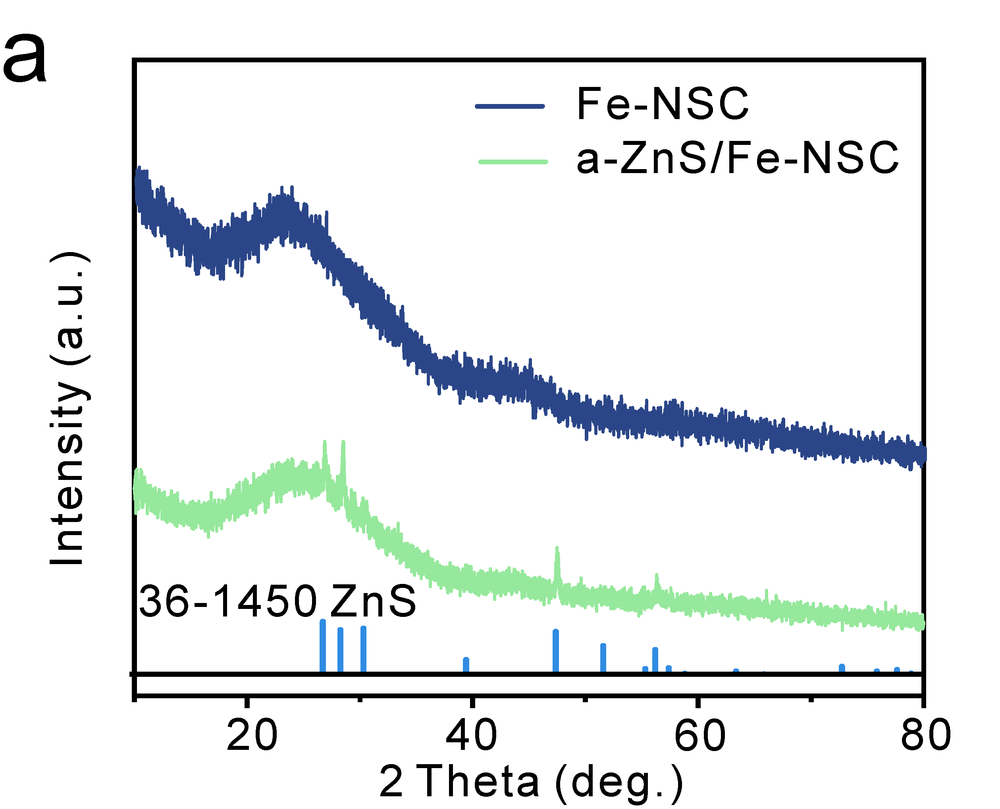 a
Fe-NSC
a-ZnS/Fe-NSC
Intensity (a.u.)
36-1450 ZnS
20 40 60 80
2 Theta (deg.)